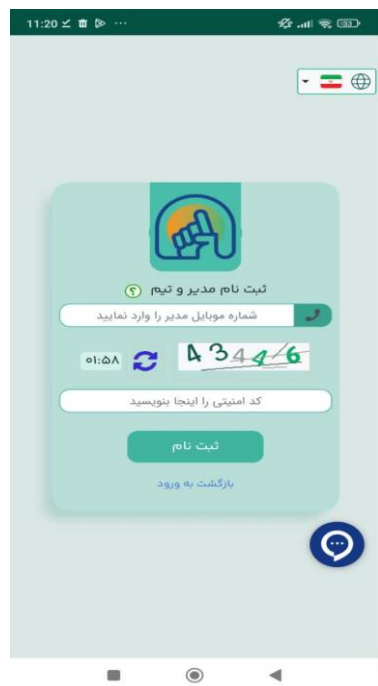 11:20
ثبت نام مدیر و تیم ?
شماره موبایل مدیر را وارد نمایید
43446
۰۱:۵۸
کد امنیتی را اینجا بنویسید
ثبت نام
بازگشت به ورود